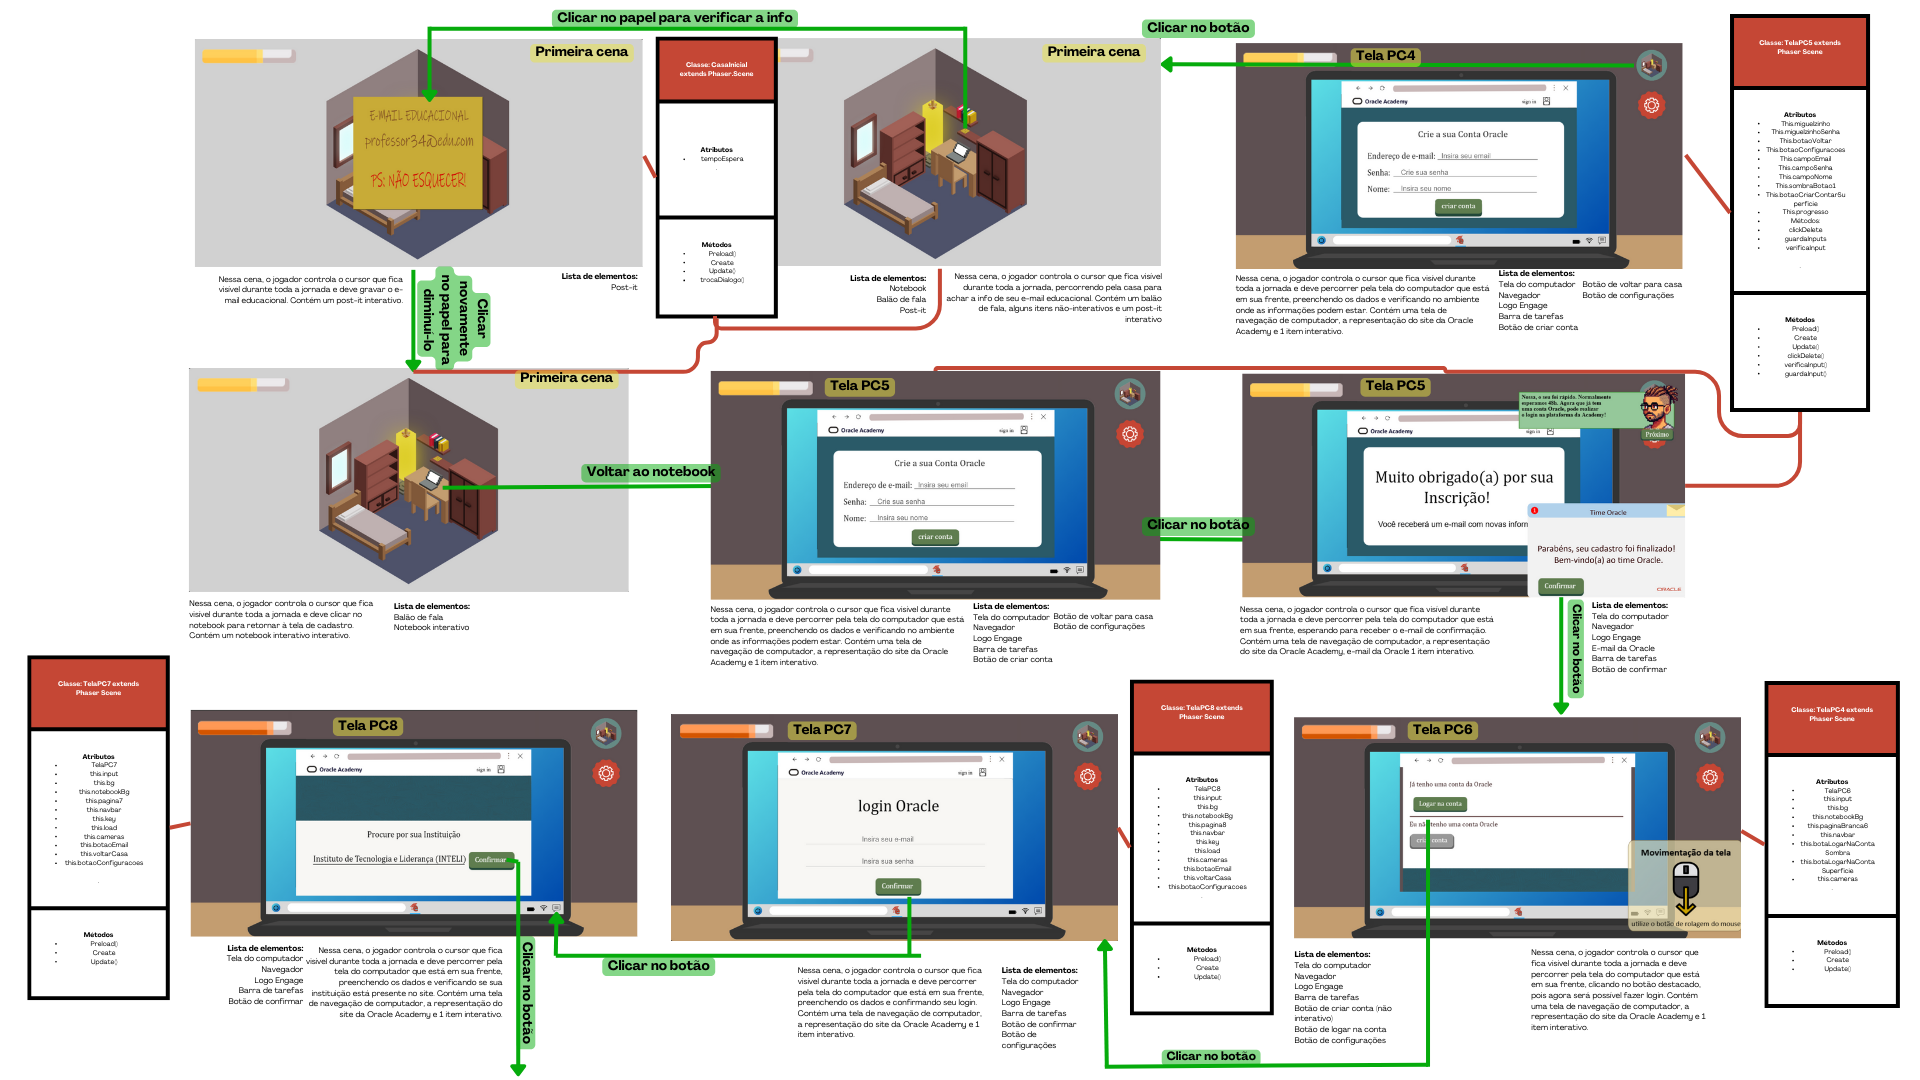 Clicar no papel para verificar a info
Primeira cena
E-MAIL EDUCACIONAL
professor34@edu.com
PS: NÃO ESQUECER!
Nessa cena, o jogador controla o cursor que fica
visivel durante toda a jornada e deve gravar o e-
mail educacional. Contém um post-it interativo.
Lista de elementos:
Post-it
Clicar
novamente
no papel para
diminuí-lo
Classe: CasaInicial
extends Phaser.Scene
Atributos
tempoEspera
Métodos
Preload()
Create
Update()
trocaDialogo()
Primeira cena
Lista de elementos:
Notebook
Balão de fala
Post-it
Nessa cena, o jogador controla o cursor que fica visivel
durante toda a jornada, percorrendo pela casa para
achar a info de seu e-mail educacional. Contém um balão
de fala, alguns itens não-interativos e um post-it
interativo
Clicar no botão
Tela PC4
Oracle Academy
sign in
Crie a sua Conta Oracle
Endereço de e-mail: Insira seu email
Senha: Crie sua senha
Nome: Insira seu nome
criar conta
Nessa cena, o jogador controla o cursor que fica visivel durante
toda a jornada e deve percorrer pela tela do computador que está
em sua frente, preenchendo os dados e verificando no ambiente
onde as informações podem estar. Contém uma tela de
navegação de computador, a representação do site da Oracle
Academy e 1 item interativo.
Lista de elementos:
Tela do computador
Navegador
Logo Engage
Barra de tarefas
Botão de criar conta
Botão de voltar para casa
Botão de configurações
Classe: TelaPC5 extends
Phaser Scene
Atributos
This.miguelzinho
This.miguelzinhoSenha
This.botaoVoltar
This.botaoConfiguracoes
This.campoEmail
This.campoSenha
This.campoNome
This.sombraBotao1
This.botaoCriarContarSu
perficie
This.progresso
Métodos:
clickDelete
guardaInputs
verificaInput
Métodos
Preload()
Create
Update()
clickDelete()
verificaInput()
guardaInput()
Primeira cena
Nessa cena, o jogador controla o cursor que fica
visivel durante toda a jornada e deve clicar no
notebook para retornar à tela de cadastro.
Contém um notebook interativo interativo.
Lista de elementos:
Balão de fala
Notebook interativo
Voltar ao notebook
Tela PC5
Oracle Academy
sign in
Crie a sua Conta Oracle
Endereço de e-mail: Insira seu email
Senha: Crie sua senha
Nome: Insira seu nome
criar conta
Nessa cena, o jogador controla o cursor que fica visivel durante
toda a jornada e deve percorrer pela tela do computador que está
em sua frente, preenchendo os dados e verificando no ambiente
onde as informações podem estar. Contém uma tela de
navegação de computador, a representação do site da Oracle
Academy e 1 item interativo.
Lista de elementos:
Tela do computador
Navegador
Logo Engage
Barra de tarefas
Botão de criar conta
Botão de voltar para casa
Botão de configurações
Clicar no botão
Tela PC5
Nossa, o seu foi rápido. Normalmente
esperamos 48h. Agora que já tem
uma conta Oracle, pode realizar
o login na plataforma da Academy!
Próximo
Oracle Academy
sign in
Muito obrigado(a) por sua
Inscrição!
Você receberá um e-mail com novas inform
1
Time Oracle
Parabéns, seu cadastro foi finalizado!
Bem-vindo(a) ao time Oracle.
Confirmar
ORACLE
Nessa cena, o jogador controla o cursor que fica visivel durante
toda a jornada e deve percorrer pela tela do computador que está
em sua frente, esperando para receber o e-mail de confirmação.
Contém uma tela de navegação de computador, a representação
do site da Oracle Academy, e-mail da Oracle 1 item interativo.
Clicar no botão
Lista de elementos:
Tela do computador
Navegador
Logo Engage
E-mail da Oracle
Barra de tarefas
Botão de confirmar
Classe: TelaPC7 extends
Phaser Scene
Atributos
TelaPC7
this.input
this.bg
this.notebookBg
this.pagina7
this.navbar
this.key
this.load
this.cameras
this.botaoEmail
this.voltarCasa
this.botaoConfiguracoes
Métodos
Preload()
Create
Update()
Tela PC8
Oracle Academy
sign in
Procure por sua Instituição
Instituto de Tecnologia e Liderança (INTELI)
Confirmar
Lista de elementos:
Tela do computador
Navegador
Logo Engage
Barra de tarefas
Botão de confirmar
Nessa cena, o jogador controla o cursor que fica
visivel durante toda a jornada e deve percorrer pela
tela do computador que está em sua frente,
preenchendo os dados e verificando se sua
instituição está presente no site. Contém uma tela
de navegação de computador, a representação do
site da Oracle Academy e 1 item interativo.
Clicar no botão
Tela PC7
Oracle Academy
sign in
login Oracle
Insira seu e-mail
Insira sua senha
Confirmar
Clicar no botão
Nessa cena, o jogador controla o cursor que fica
visivel durante toda a jornada e deve percorrer
pela tela do computador que está em sua frente,
preenchendo os dados e confirmando seu login.
Contém uma tela de navegação de computador,
a representação do site da Oracle Academy e 1
item interativo.
Lista de elementos:
Tela do computador
Navegador
Logo Engage
Barra de tarefas
Botão de confirmar
Botão de
configurações
Classe: TelaPC8 extends
Phaser Scene
Atributos
TelaPC8
this.input
this.bg
this.notebookBg
this.pagina8
this.navbar
this.key
this.load
this.cameras
this.botaoEmail
this.voltarCasa
this.botaoConfiguracoes
Métodos
Preload()
Create
Update()
Clicar no botão
Tela PC6
Já tenho uma conta da Oracle
Logar na conta
Eu não tenho uma conta Oracle
criar conta
Movimentação da tela
utilize o botão de rolagem do mouse
Lista de elementos:
Tela do computador
Navegador
Logo Engage
Barra de tarefas
Botão de criar conta (não
interativo)
Botão de logar na conta
Botão de configurações
Nessa cena, o jogador controla o cursor que
fica visivel durante toda a jornada e deve
percorrer pela tela do computador que está
em sua frente, clicando no botão destacado,
pois agora será possível fazer login. Contém
uma tela de navegação de computador, a
representação do site da Oracle Academy e 1
item interativo.
Classe: TelaPC4 extends
Phaser Scene
Atributos
TelaPC6
this.input
this.bg
this.notebookBg
this.paginaBranca6
this.navbar
this.botaLogarNaConta
Sombra
this.botaLogarNaConta
Superficie
this.cameras
Métodos
Preload()
Create
Update()